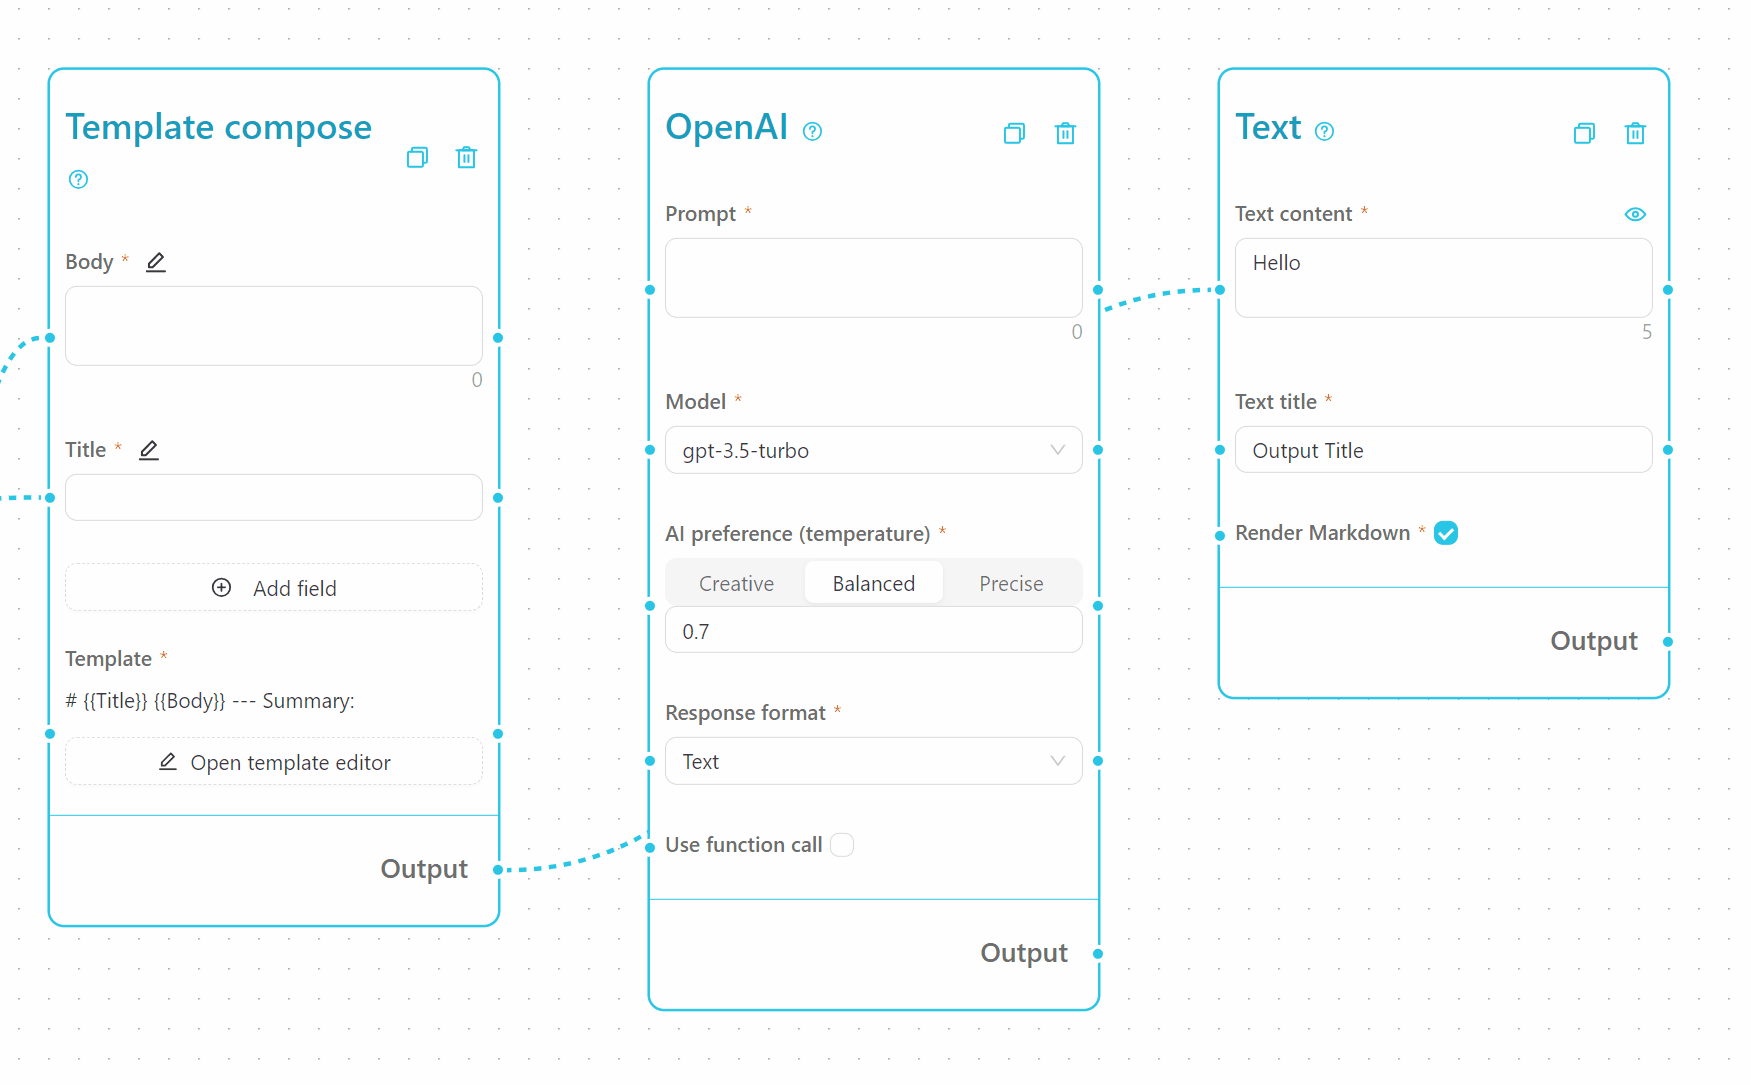 Template compose
Body *
0
Title *
Add field
Template *
# {{Title}} {{Body}} --- Summary:
Open template editor
Output
OpenAI
Prompt *
0
Model *
gpt-3.5-turbo
AI preference (temperature) *
Creative Balanced Precise
0.7
Response format *
Text
Use function call
Output
Text
Text content *
Hello
5
Text title *
Output Title
Render Markdown *
Output